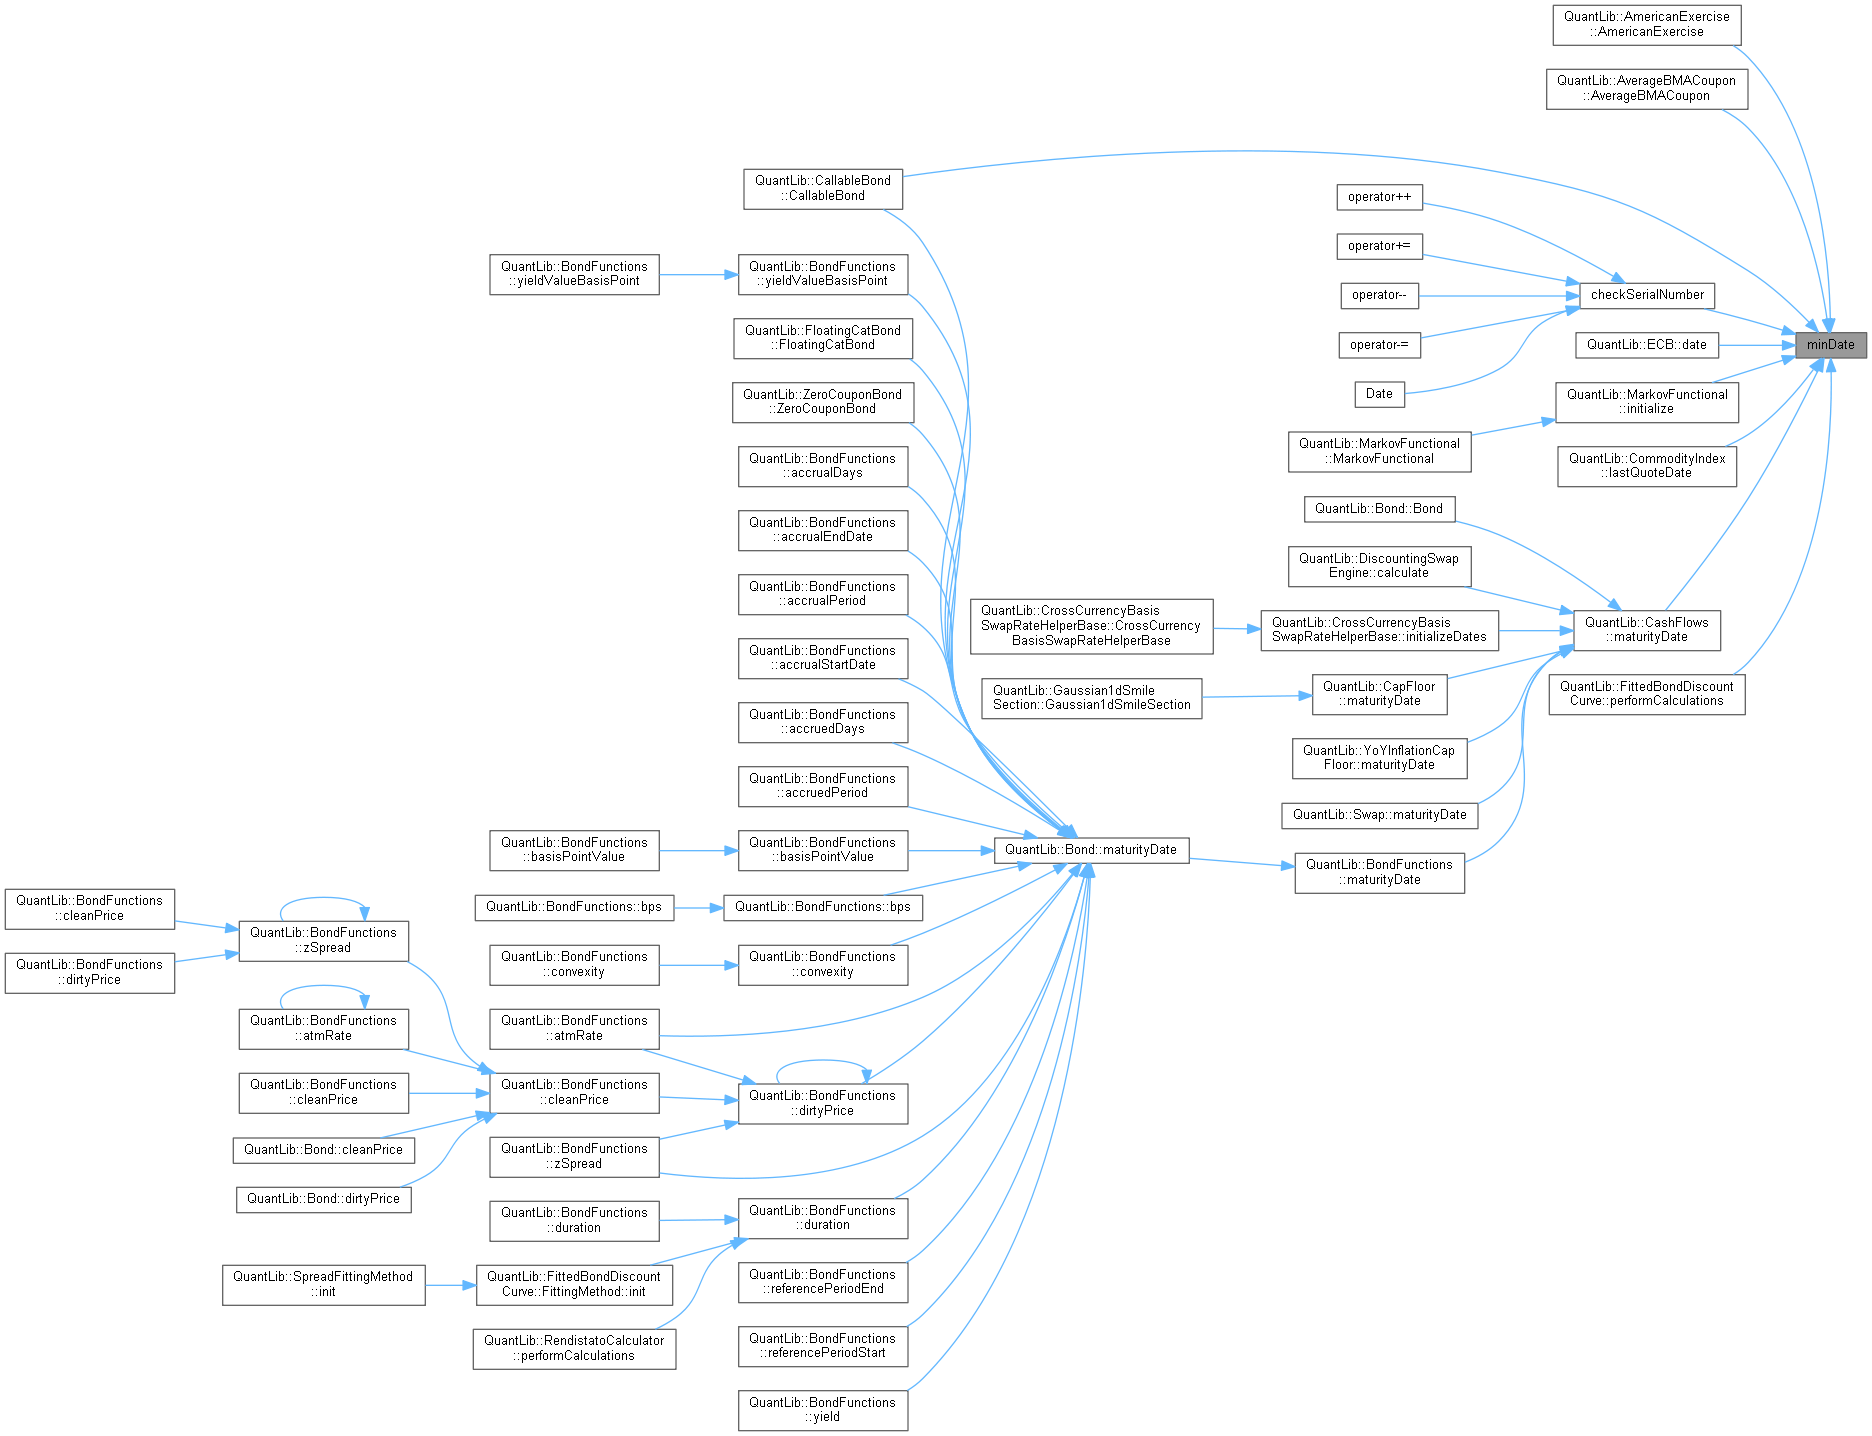 QuantLib::AmericanExercise
::AmericanExercise
QuantLib::AverageBMACoupon
::AverageBMACoupon
QuantLib::CallableBond
::CallableBond
operator++
operator+=
operator--
operator-=
Date
checkSerialNumber
minDate
QuantLib::ECB::date
QuantLib::MarkovFunctional
::initialize
QuantLib::MarkovFunctional
::MarkovFunctional
QuantLib::CommodityIndex
::lastQuoteDate
QuantLib::Bond::Bond
QuantLib::DiscountingSwap
Engine::calculate
QuantLib::CrossCurrencyBasis
SwapRateHelperBase::CrossCurrency
BasisSwapRateHelperBase
QuantLib::CrossCurrencyBasis
SwapRateHelperBase::initializeDates
QuantLib::CashFlows
::maturityDate
QuantLib::Gaussian1dSmile
Section::Gaussian1dSmileSection
QuantLib::CapFloor
::maturityDate
QuantLib::FittedBondDiscount
Curve::performCalculations
QuantLib::YoYInflationCap
Floor::maturityDate
QuantLib::Swap::maturityDate
QuantLib::BondFunctions
::maturityDate
QuantLib::Bond::maturityDate
QuantLib::BondFunctions
::yieldValueBasisPoint
QuantLib::BondFunctions
::yieldValueBasisPoint
QuantLib::FloatingCatBond
::FloatingCatBond
QuantLib::ZeroCouponBond
::ZeroCouponBond
QuantLib::BondFunctions
::accrualDays
QuantLib::BondFunctions
::accrualEndDate
QuantLib::BondFunctions
::accrualPeriod
QuantLib::BondFunctions
::accrualStartDate
QuantLib::BondFunctions
::accruedDays
QuantLib::BondFunctions
::accruedPeriod
QuantLib::BondFunctions
::basisPointValue
QuantLib::BondFunctions
::basisPointValue
QuantLib::BondFunctions::bps
QuantLib::BondFunctions::bps
QuantLib::BondFunctions
::convexity
QuantLib::BondFunctions
::convexity
QuantLib::BondFunctions
::cleanPrice
QuantLib::BondFunctions
::dirtyPrice
QuantLib::BondFunctions
::zSpread
QuantLib::BondFunctions
::atmRate
QuantLib::BondFunctions
::atmRate
QuantLib::BondFunctions
::cleanPrice
QuantLib::BondFunctions
::cleanPrice
QuantLib::BondFunctions
::dirtyPrice
QuantLib::Bond::cleanPrice
QuantLib::BondFunctions
::zSpread
QuantLib::Bond::dirtyPrice
QuantLib::BondFunctions
::duration
QuantLib::BondFunctions
::duration
QuantLib::SpreadFittingMethod
::init
QuantLib::FittedBondDiscount
Curve::FittingMethod::init
QuantLib::BondFunctions
::referencePeriodEnd
QuantLib::RendistatoCalculator
::performCalculations
QuantLib::BondFunctions
::referencePeriodStart
QuantLib::BondFunctions
::yield